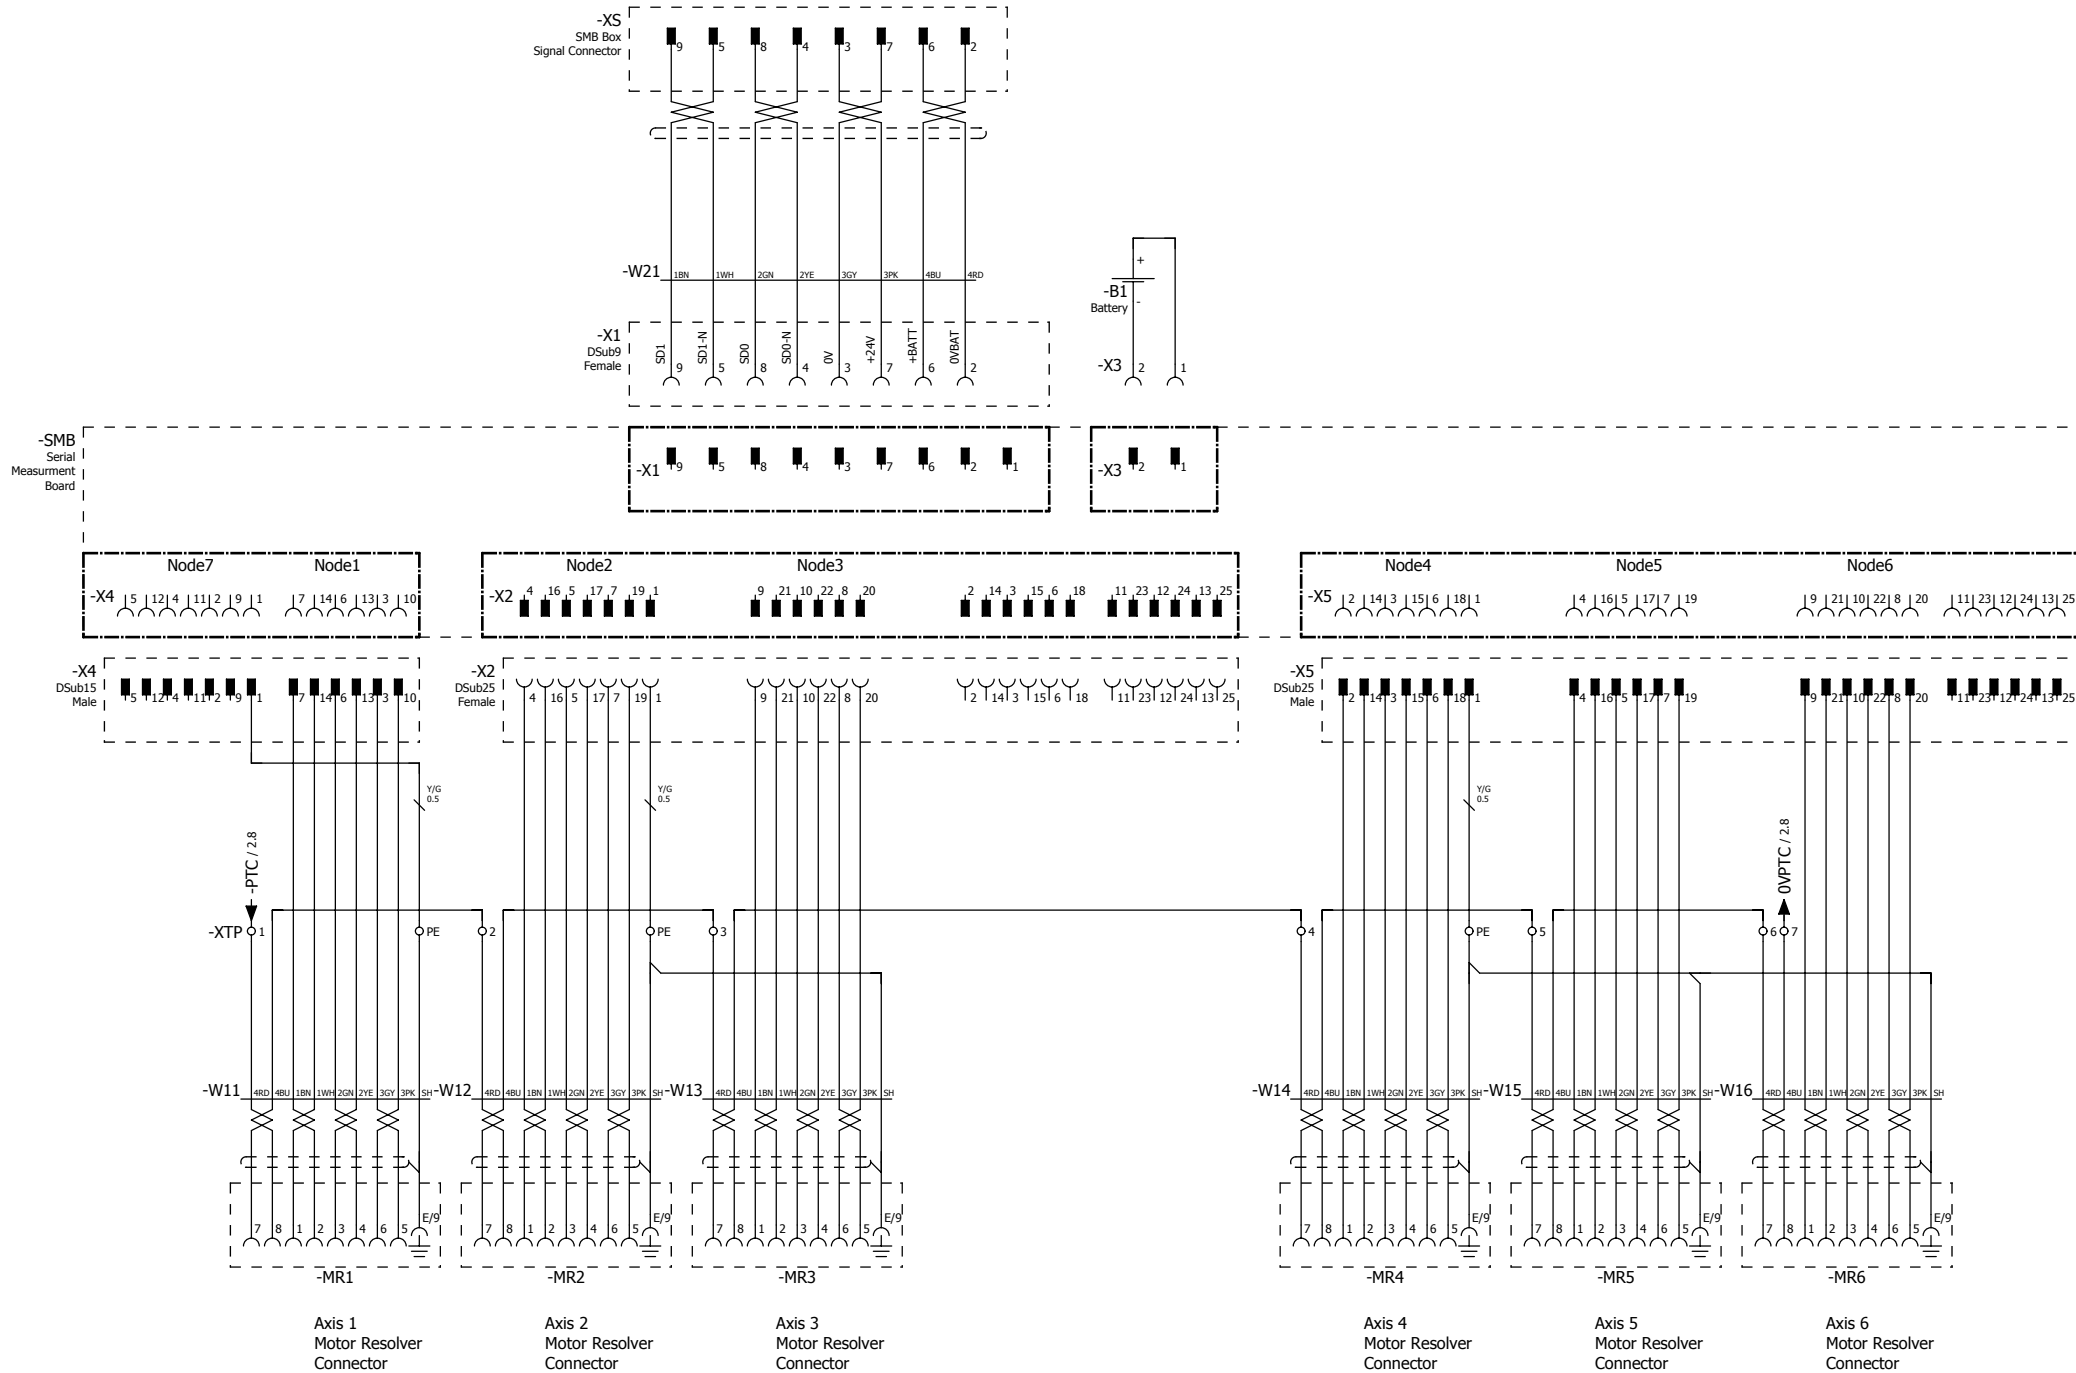 -XS
SMB Box
Signal Connector
9 5 8 4 3 7 6 2
-W21 1BN 1WH 2GN 2YE 3GY 3PK 4BU 4RD
+
-B1
Battery
-
-X1
DSub9
Female
SD1 SD1-N SD0 SD0-N 0V +24V +BATT 0VBAT
9 5 8 4 3 7 6 2
-X3 2 1
-SMB
Serial
Measurment
Board
-X1 9 5 8 4 3 7 6 2 1
-X3 2 1
Node7 Node1 Node2 Node3 Node4 Node5 Node6
-X4 5 12 4 11 2 9 1 7 14 6 13 3 10
-X2 4 16 5 17 7 19 1 9 21 10 22 8 20 2 14 3 15 6 18 11 23 12 24 13 25
-X5 2 14 3 15 6 18 1 4 16 5 17 7 19 9 21 10 22 8 20 11 23 12 24 13 25
-X4
DSub15
Male
5 12 4 11 2 9 1 7 14 6 13 3 10
-X2
DSub25
Female
4 16 5 17 7 19 1 9 21 10 22 8 20 2 14 3 15 6 18 11 23 12 24 13 25
-X5
DSub25
Male
2 14 3 15 6 18 1 4 16 5 17 7 19 9 21 10 22 8 20 11 23 12 24 13 25
Y/G
0.5
Y/G
0.5
Y/G
0.5
-PTC / 2.8
0VPTC / 2.8
-XTP 1 PE 2 PE 3 4 PE 5 6 7
-W11 4RD 4BU 1BN 1WH 2GN 2YE 3GY 3PK SH
-W12 4RD 4BU 1BN 1WH 2GN 2YE 3GY 3PK SH
-W13 4RD 4BU 1BN 1WH 2GN 2YE 3GY 3PK SH
-W14 4RD 4BU 1BN 1WH 2GN 2YE 3GY 3PK SH
-W15 4RD 4BU 1BN 1WH 2GN 2YE 3GY 3PK SH
-W16 4RD 4BU 1BN 1WH 2GN 2YE 3GY 3PK SH
7 8 1 2 3 4 6 5 E/9
7 8 1 2 3 4 6 5 E/9
7 8 1 2 3 4 6 5 E/9
7 8 1 2 3 4 6 5 E/9
7 8 1 2 3 4 6 5 E/9
7 8 1 2 3 4 6 5 E/9
-MR1 -MR2 -MR3 -MR4 -MR5 -MR6
Axis 1
Motor Resolver
Connector
Axis 2
Motor Resolver
Connector
Axis 3
Motor Resolver
Connector
Axis 4
Motor Resolver
Connector
Axis 5
Motor Resolver
Connector
Axis 6
Motor Resolver
Connector